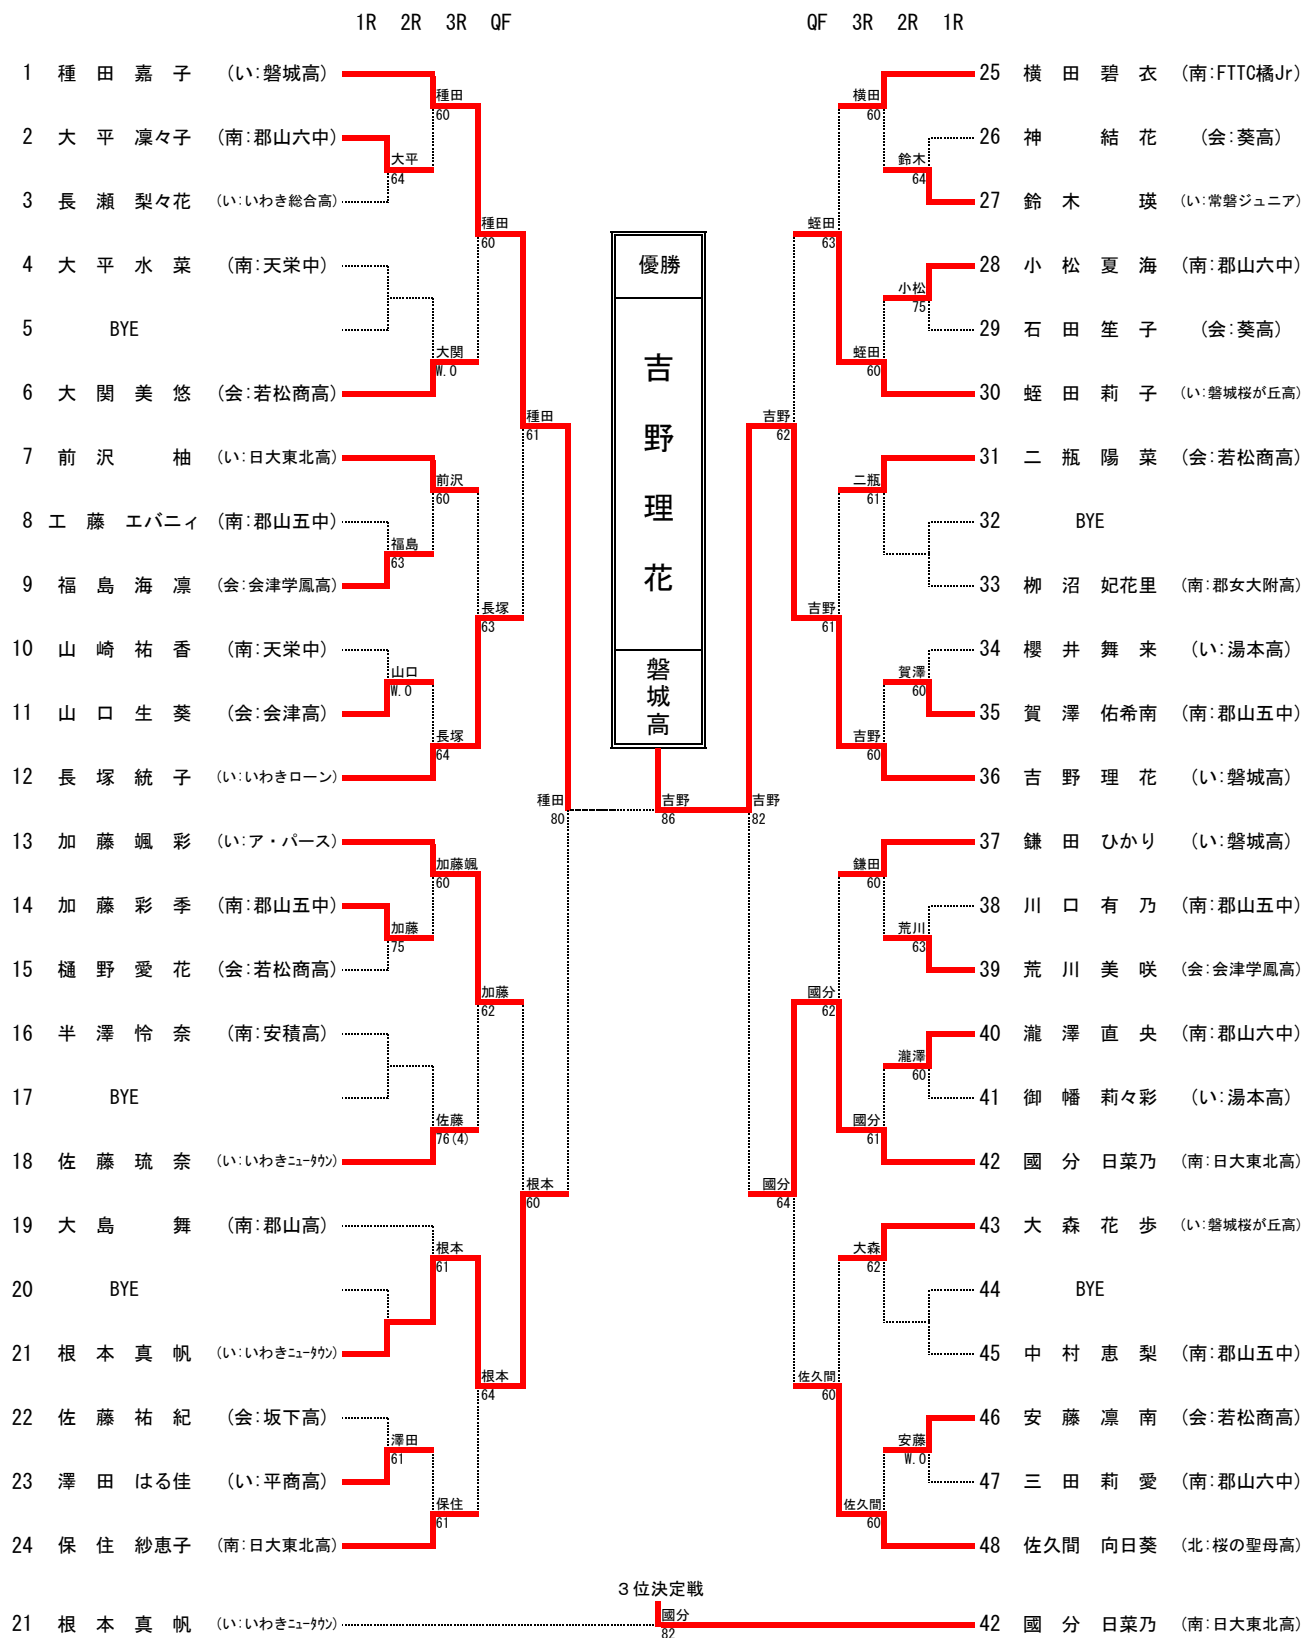 1R 2R 3R QF QF 3R 2R 1R
1 種田嘉子 (い:磐城高) 25 横田碧衣 (南:FTTC橘Jr)
種田 横田
60 60
2 大平凜々子 (南:郡山六中) 26 神結花 (会:葵高)
大平 鈴木
64 64
3 長瀬梨々花 (い:いわき総合高) 27 鈴木瑛 (い:常磐ジュニア)
種田 蛭田
60 63
優勝
4 大平水菜 (南:天栄中) 28 小松夏海 (南:郡山六中)
小松
75
5 BYE 29 石田笙子 (会:葵高)
大関 蛭田
W.O 60
6 大関美悠 (会:若松商高) 30 蛭田莉子 (い:磐城桜が丘高)
種田 吉野
61 62
吉野理花
7 前沢柚 (い:日大東北高) 31 二瓶陽菜 (会:若松商高)
前沢 二瓶
60 61
8 工藤エバニィ (南:郡山五中) 32 BYE
福島
63
9 福島海凛 (会:会津学鳳高) 33 栁沼妃花里 (南:郡女大附高)
長塚 吉野
63 61
10 山崎祐香 (南:天栄中) 34 櫻井舞来 (い:湯本高)
山口 賀澤
W.O 60
磐城高
11 山口生葵 (会:会津高) 35 賀澤佑希南 (南:郡山五中)
長塚 吉野
64 60
12 長塚統子 (い:いわきローン) 36 吉野理花 (い:磐城高)
種田 吉野 吉野
80 86 82
13 加藤颯彩 (い:ア・パース) 37 鎌田ひかり (い:磐城高)
加藤颯 鎌田
60 60
14 加藤彩季 (南:郡山五中) 38 川口有乃 (南:郡山五中)
加藤 荒川
75 63
15 樋野愛花 (会:若松商高) 39 荒川美咲 (会:会津学鳳高)
加藤 國分
62 62
16 半澤怜奈 (南:安積高) 40 瀧澤直央 (南:郡山六中)
瀧澤
60
17 BYE 41 御幡莉々彩 (い:湯本高)
佐藤 國分
76(4) 61
18 佐藤琉奈 (い:いわきニュータウン) 42 國分日菜乃 (南:日大東北高)
根本 國分
60 64
19 大島舞 (南:郡山高) 43 大森花歩 (い:磐城桜が丘高)
根本 大森
61 62
20 BYE 44 BYE
21 根本真帆 (い:いわきニュータウン) 45 中村恵梨 (南:郡山五中)
根本 佐久間
64 60
22 佐藤祐紀 (会:坂下高) 46 安藤凛南 (会:若松商高)
澤田 安藤
61 W.O
23 澤田はる佳 (い:平商高) 47 三田莉愛 (南:郡山六中)
保住 佐久間
61 60
24 保住紗恵子 (南:日大東北高) 48 佐久間向日葵 (北:桜の聖母高)
３位決定戦
21 根本真帆 (い:いわきニュータウン) 國分 42 國分日菜乃 (南:日大東北高)
82